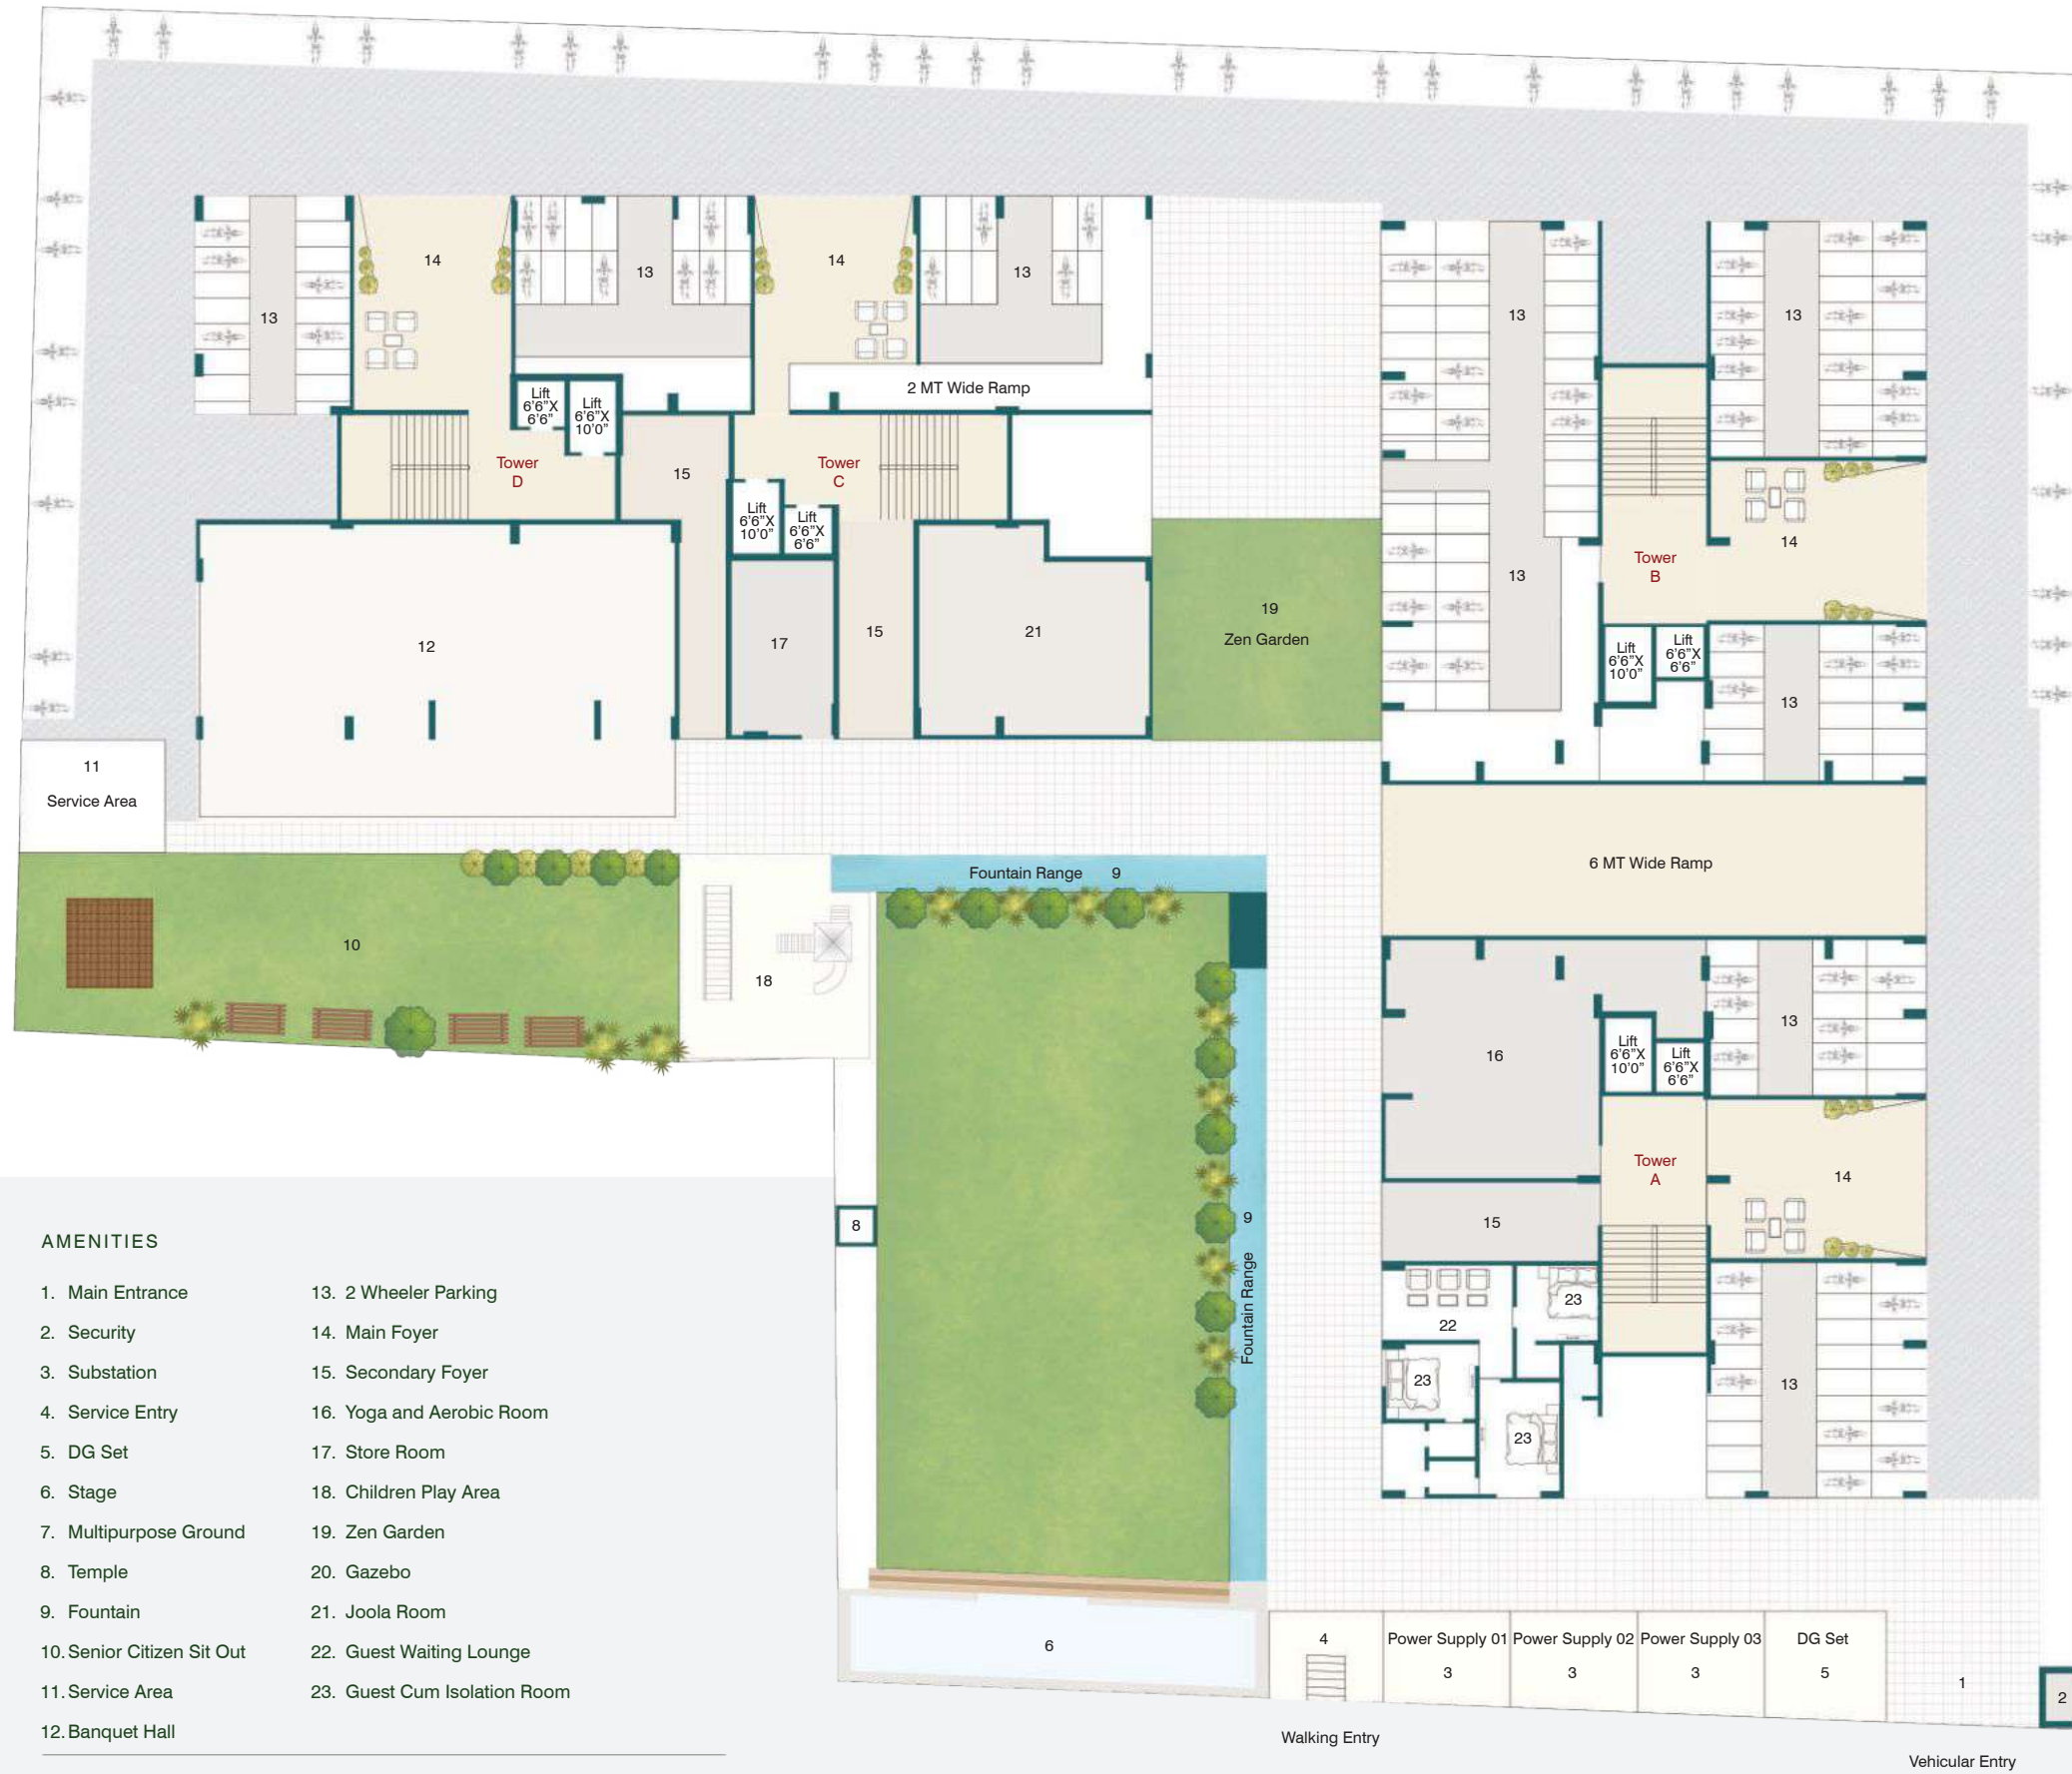 14
14
13
13
13
13
13
2 MT Wide Ramp
Lift
6'6"X
6'6"
Lift
6'6"X
10'0"
Tower
D
15
Tower
C
Lift
6'6"X
10'0"
Lift
6'6"X
6'6"
14
Tower
B
13
19
Zen Garden
12
17
15
21
Lift
6'6"X
10'0"
Lift
6'6"X
6'6"
13
11
Service Area
6 MT Wide Ramp
Fountain Range 9
10
18
16
13
Lift
6'6"X
10'0"
Lift
6'6"X
6'6"
Tower
A
14
15
8
9
Fountain Range
23
22
23
23
13
6
4
Power Supply 01
3
Power Supply 02
3
Power Supply 03
3
DG Set
5
1
2
Walking Entry
Vehicular Entry
AMENITIES
1. Main Entrance
2. Security
3. Substation
4. Service Entry
5. DG Set
6. Stage
7. Multipurpose Ground
8. Temple
9. Fountain
10. Senior Citizen Sit Out
11. Service Area
12. Banquet Hall
13. 2 Wheeler Parking
14. Main Foyer
15. Secondary Foyer
16. Yoga and Aerobic Room
17. Store Room
18. Children Play Area
19. Zen Garden
20. Gazebo
21. Joola Room
22. Guest Waiting Lounge
23. Guest Cum Isolation Room